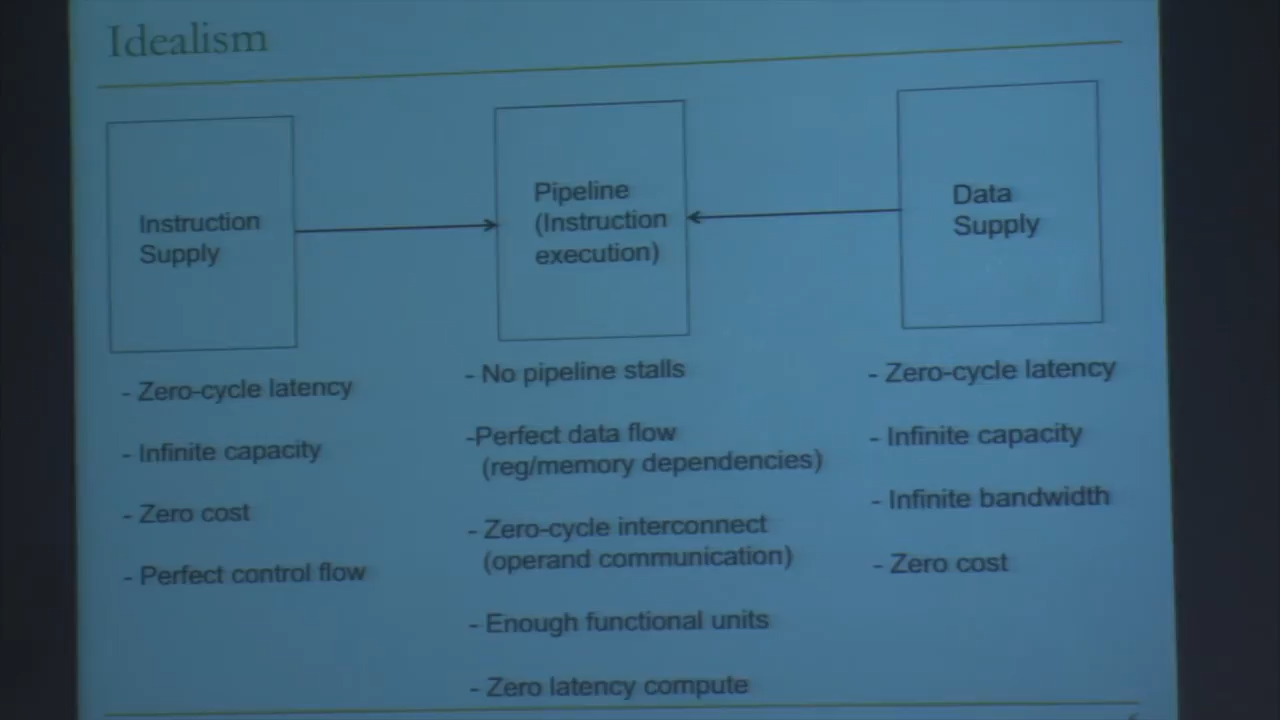 Idealism
Instruction
Supply
Pipeline
(Instruction
execution)
Data
Supply
- Zero-cycle latency
- Infinite capacity
- Zero cost
- Perfect control flow
- No pipeline stalls
-Perfect data flow
(reg/memory dependencies)
- Zero-cycle interconnect
(operand communication)
- Enough functional units
- Zero latency compute
- Zero-cycle latency
- Infinite capacity
- Infinite bandwidth
- Zero cost